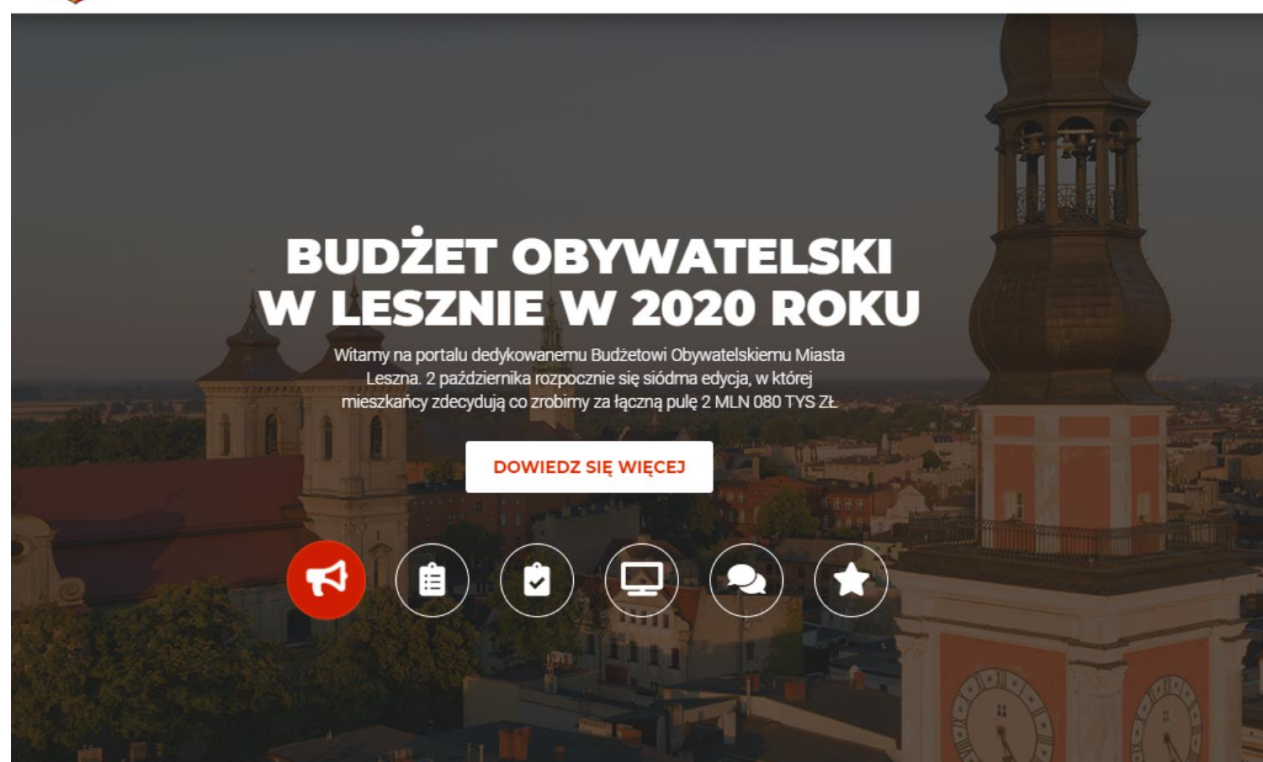 BUDŻET OBYWATELSKI
W LESZNIE W 2020 ROKU
Witamy na portalu dedykowanemu Budżetowi Obywatelskiemu Miasta
Leszna. 2 października rozpocznie się siódma edycja, w której
mieszkańcy zdecydują co zrobimy za łączną pulę 2 MLN 080 TYS ZŁ
DOWIEDZ SIĘ WIĘCEJ